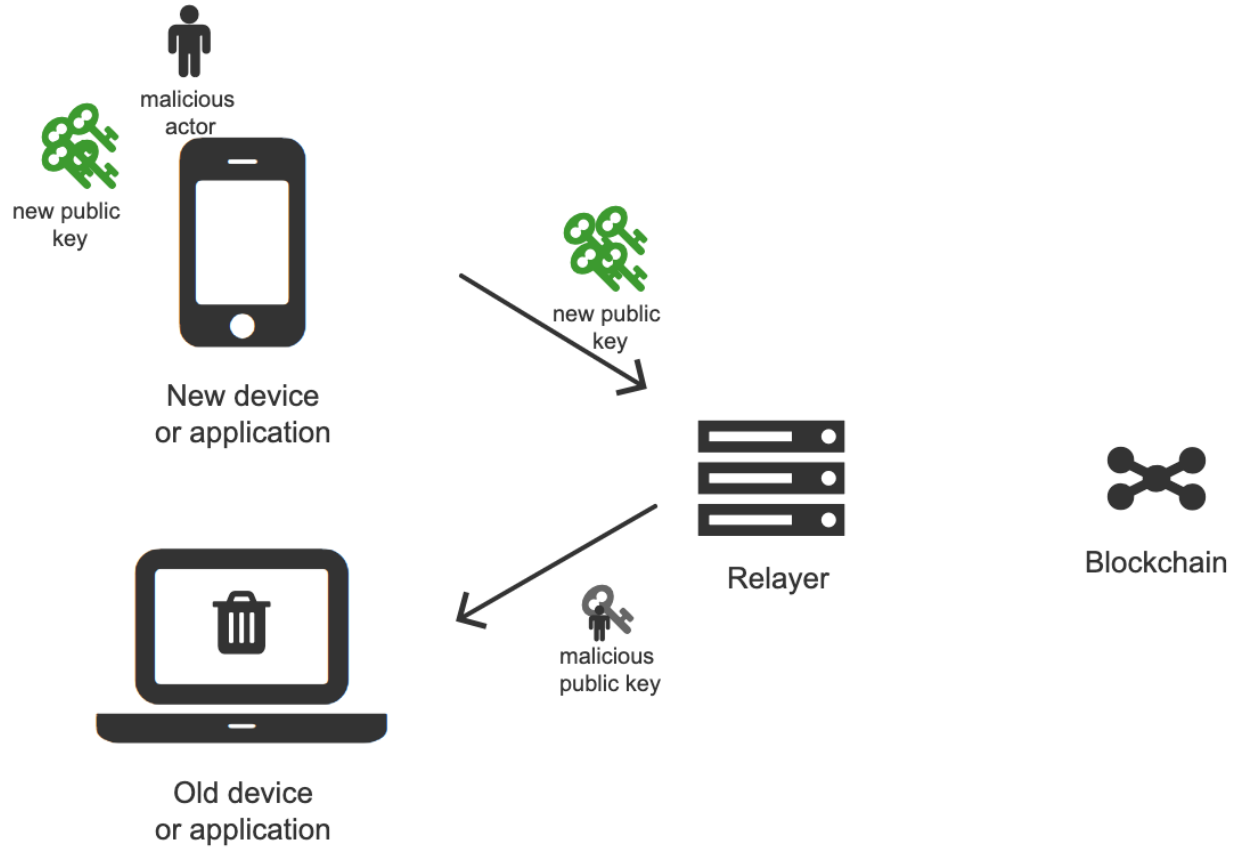 malicious
actor
new public
key
new public
key
New device
or application
Relayer
Blockchain
malicious
public key
Old device
or application